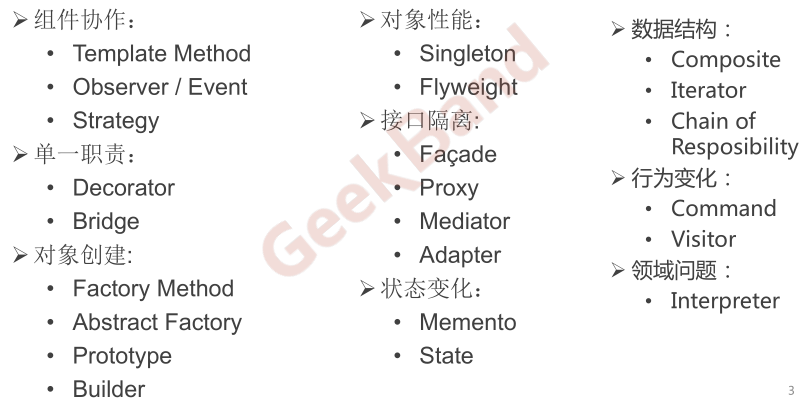 组件协作：
Template Method
Observer / Event
Strategy
单一职责：
Decorator
Bridge
对象创建:
Factory Method
Abstract Factory
Prototype
Builder
对象性能：
Singleton
Flyweight
接口隔离:
Façade
Proxy
Mediator
Adapter
状态变化：
Memento
State
数据结构：
Composite
Iterator
Chain of
Resposibility
行为变化：
Command
Visitor
领域问题：
Interpreter
GeekBand
3